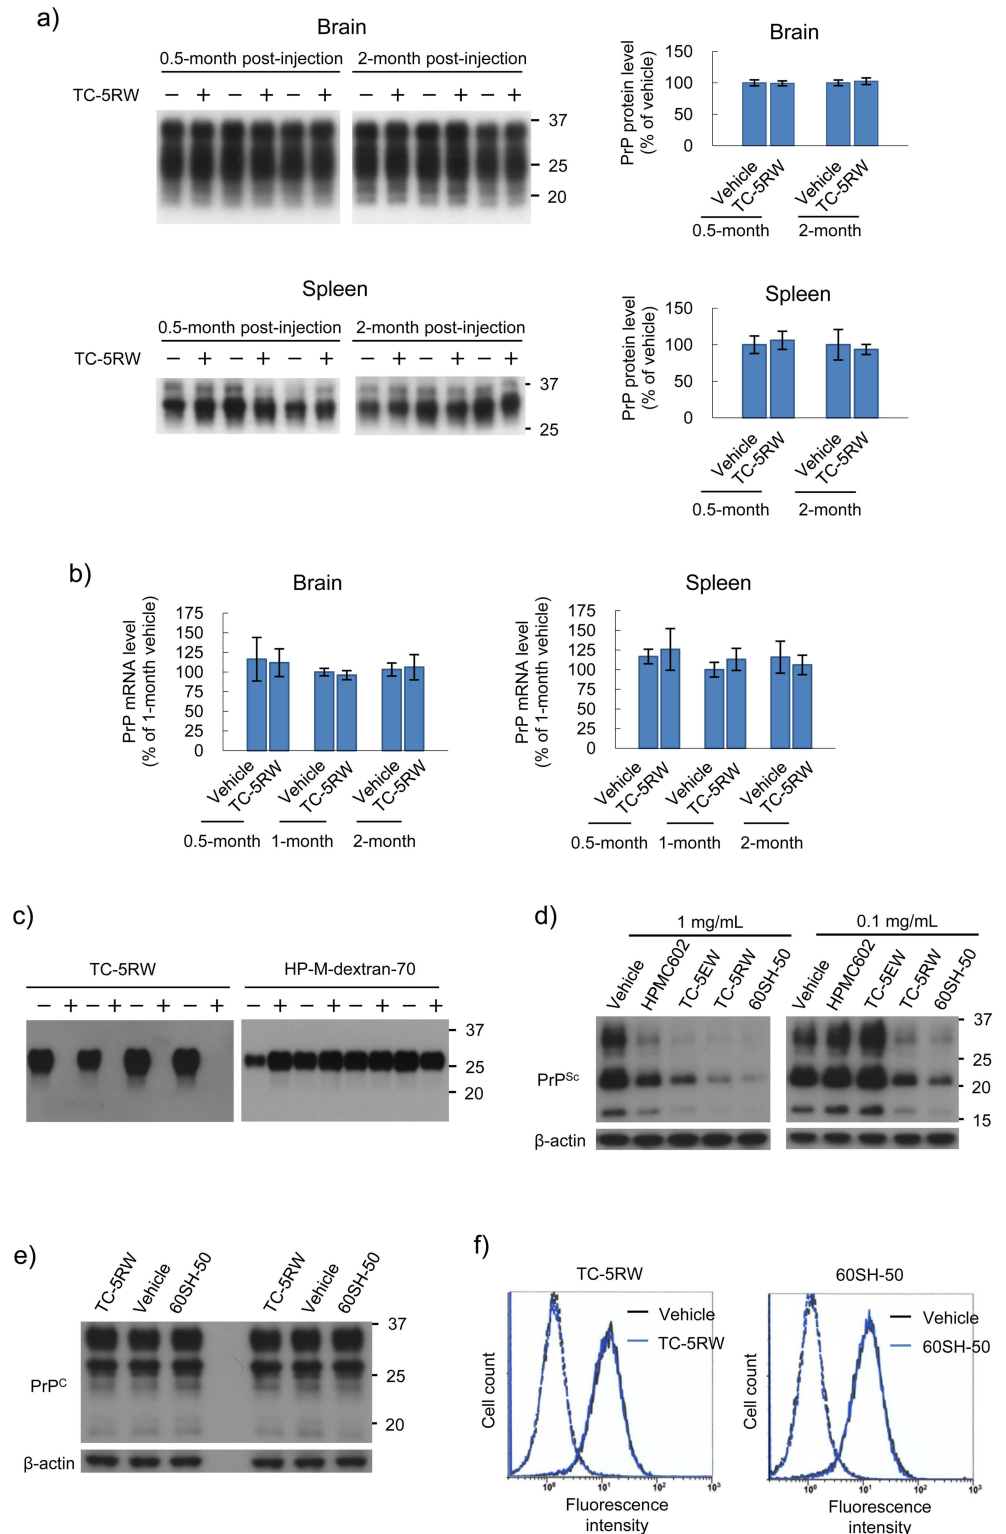 a)
Brain
0.5-month post-injection 2-month post-injection
TC-5RW − + − + − + − + − + − +
37
25
20
Brain
PrP protein level
(% of vehicle)
150
100
50
0
Vehicle TC-5RW Vehicle TC-5RW
0.5-month 2-month
Spleen
0.5-month post-injection 2-month post-injection
TC-5RW − + − + − + − + − + − +
37
25
Spleen
PrP protein level
(% of vehicle)
150
100
50
0
Vehicle TC-5RW Vehicle TC-5RW
0.5-month 2-month
b)
Brain
PrP mRNA level
(% of 1-month vehicle)
175
150
125
100
75
50
25
0
Vehicle TC-5RW Vehicle TC-5RW Vehicle TC-5RW
0.5-month 1-month 2-month
Spleen
PrP mRNA level
(% of 1-month vehicle)
175
150
125
100
75
50
25
0
Vehicle TC-5RW Vehicle TC-5RW Vehicle TC-5RW
0.5-month 1-month 2-month
c)
TC-5RW HP-M-dextran-70
− + − + − + − + − + − + − + − +
37
25
20
d)
1 mg/mL 0.1 mg/mL
Vehicle HPMC602 TC-5EW TC-5RW 60SH-50 Vehicle HPMC602 TC-5EW TC-5RW 60SH-50
37
25
PrPSc 20
15
β-actin
e)
TC-5RW Vehicle 60SH-50 TC-5RW Vehicle 60SH-50
37
25
PrPC
20
β-actin
f)
TC-5RW
Vehicle
TC-5RW
Cell count
10⁰ 10¹ 10² 10³
Fluorescence
intensity
60SH-50
Vehicle
60SH-50
Cell count
10⁰ 10¹ 10² 10³
Fluorescence
intensity